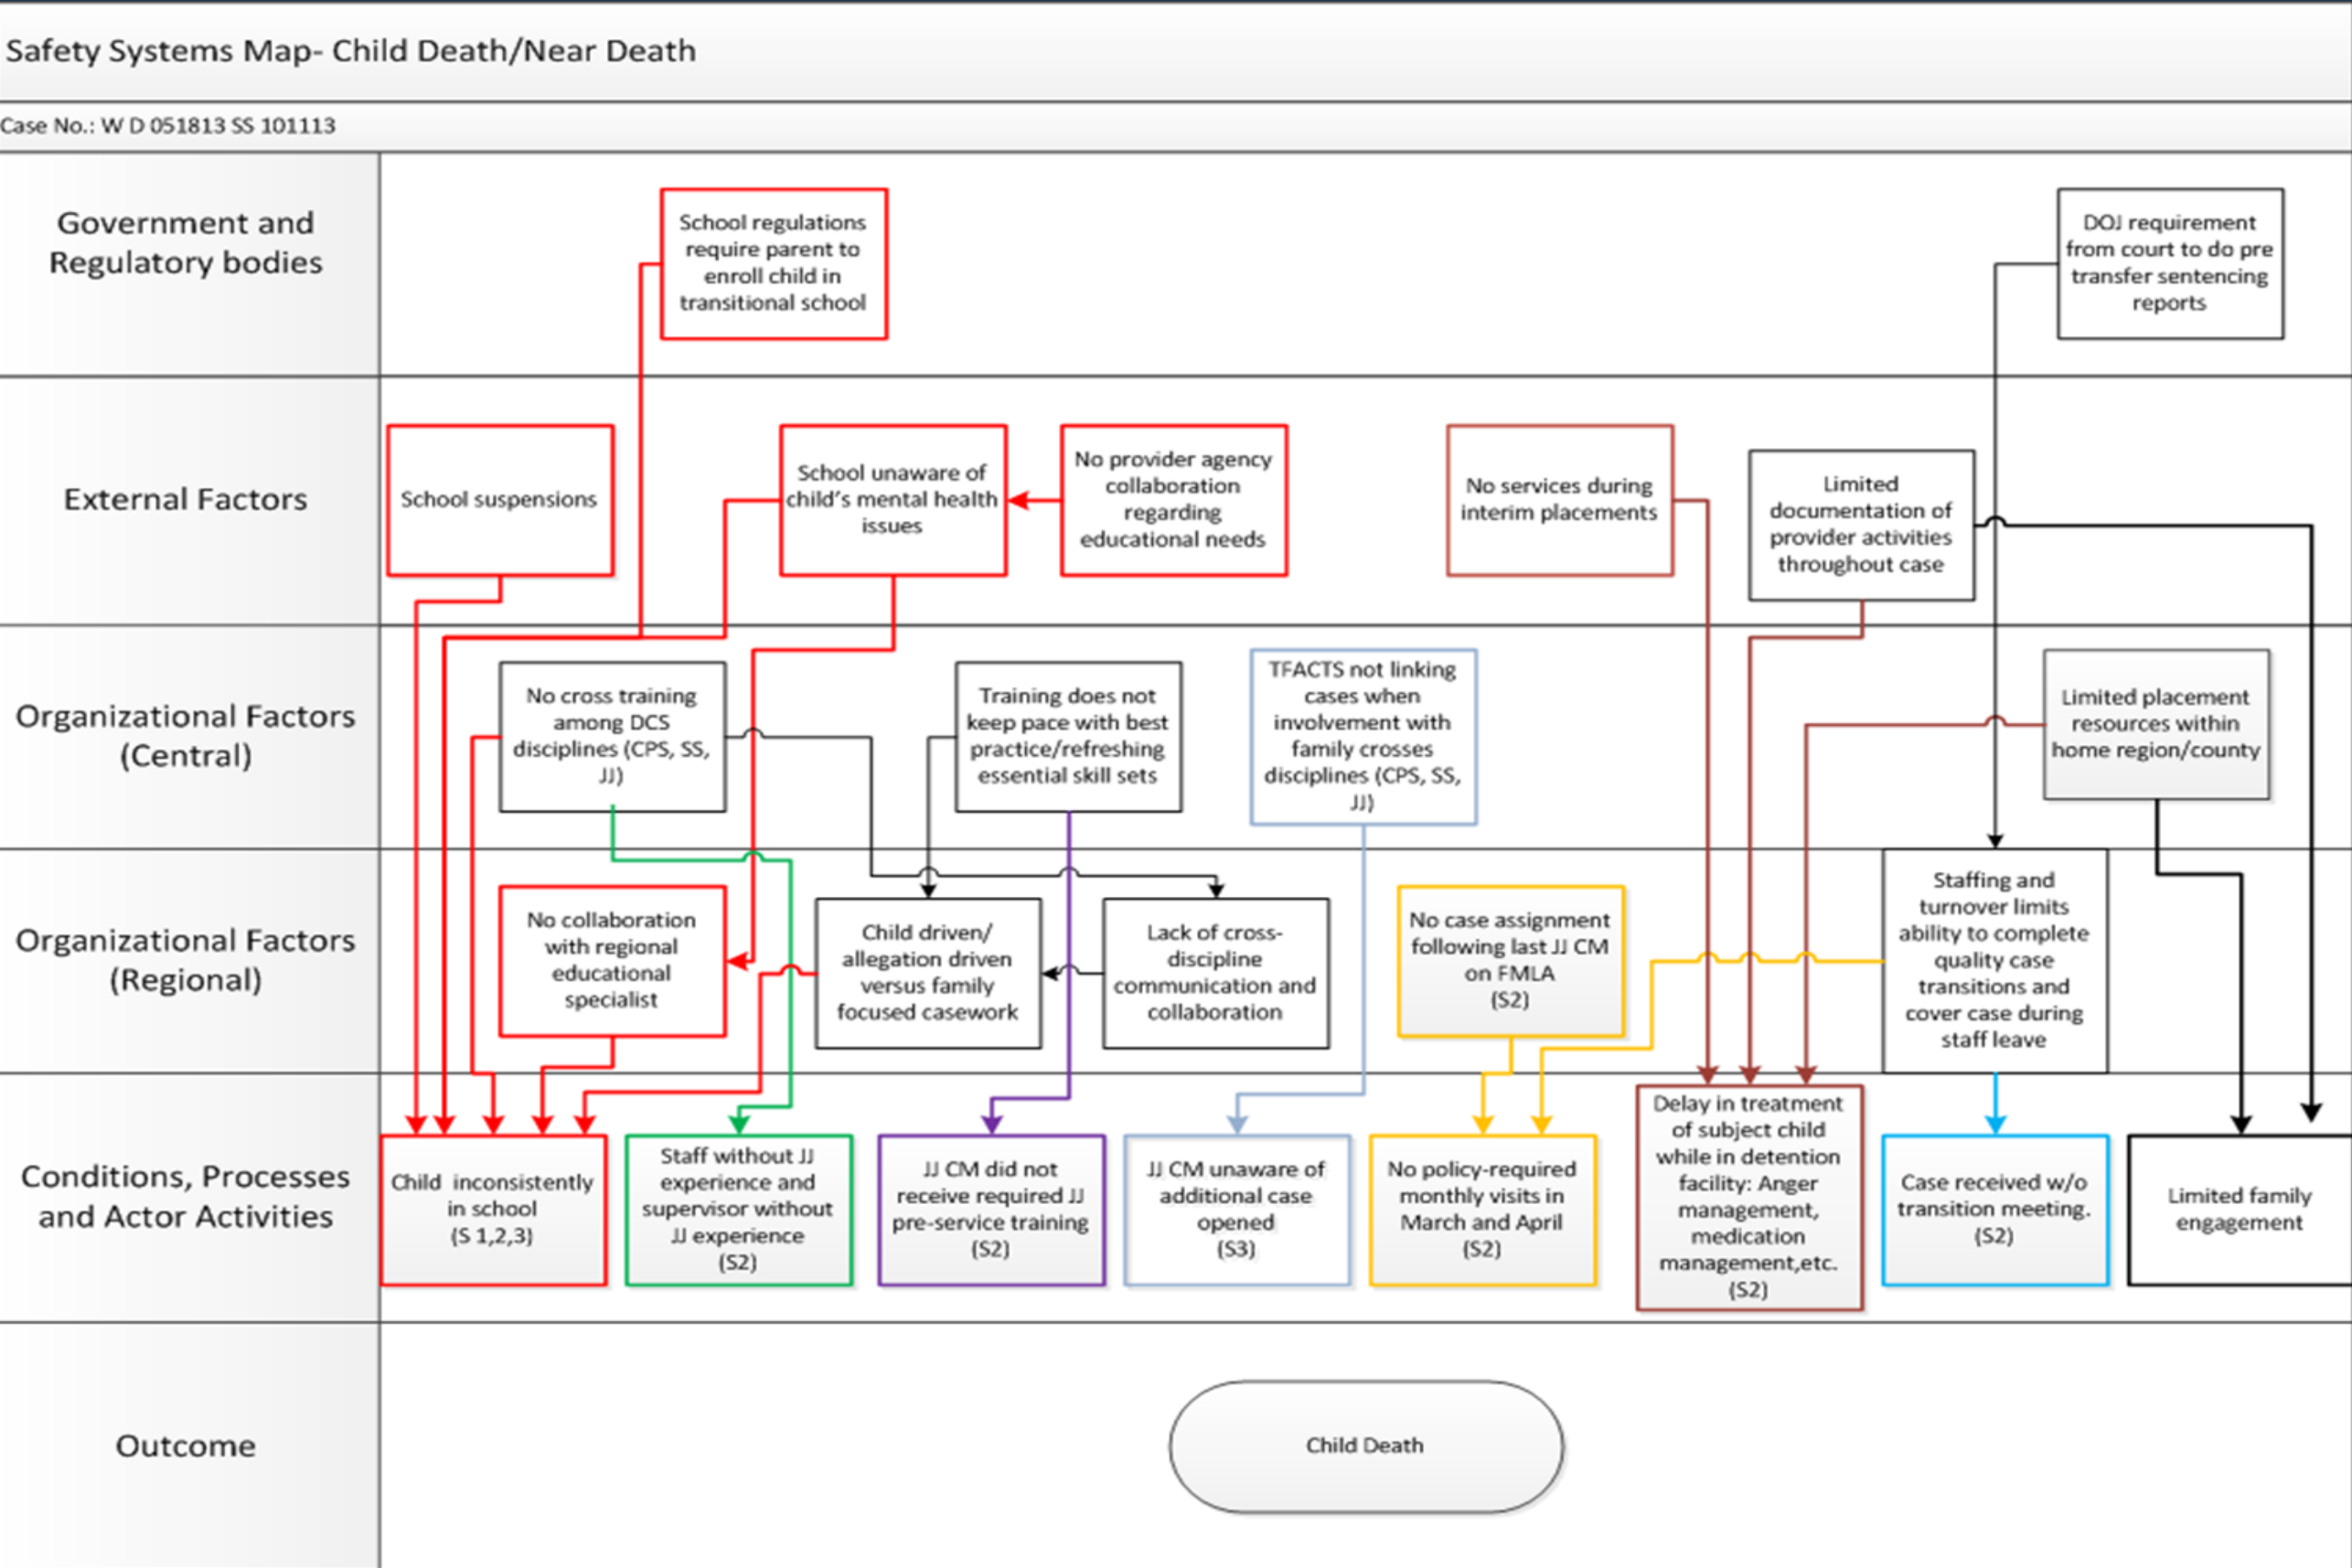 Safety Systems Map- Child Death/Near Death
Case No.: W D 051813 SS 101113
Government and
Regulatory bodies
School regulations
require parent to
enroll child in
transitional school
DOJ requirement
from court to do pre
transfer sentencing
reports
External Factors
School suspensions
School unaware of
child's mental health
issues
No provider agency
collaboration
regarding
educational needs
No services during
interim placements
Limited
documentation of
provider activities
throughout case
Organizational Factors
(Central)
No cross training
among DCS
disciplines (CPS, SS,
JJ)
Training does not
keep pace with best
practice/refreshing
essential skill sets
TFACTS not linking
cases when
involvement with
family crosses
disciplines (CPS, SS,
JJ)
Limited placement
resources within
home region/county
Organizational Factors
(Regional)
No collaboration
with regional
educational
specialist
Child driven/
allegation driven
versus family
focused casework
Lack of cross-
discipline
communication and
collaboration
No case assignment
following last JJ CM
on FMLA
(S2)
Staffing and
turnover limits
ability to complete
quality case
transitions and
cover case during
staff leave
Conditions, Processes
and Actor Activities
Child  inconsistently
in school
(S 1,2,3)
Staff without JJ
experience and
supervisor without
JJ experience
(S2)
JJ CM did not
receive required JJ
pre-service training
(S2)
JJ CM unaware of
additional case
opened
(S3)
No policy-required
monthly visits in
March and April
(S2)
Delay in treatment
of subject child
while in detention
facility: Anger
management,
medication
management,etc.
(S2)
Case received w/o
transition meeting.
(S2)
Limited family
engagement
Outcome
Child Death